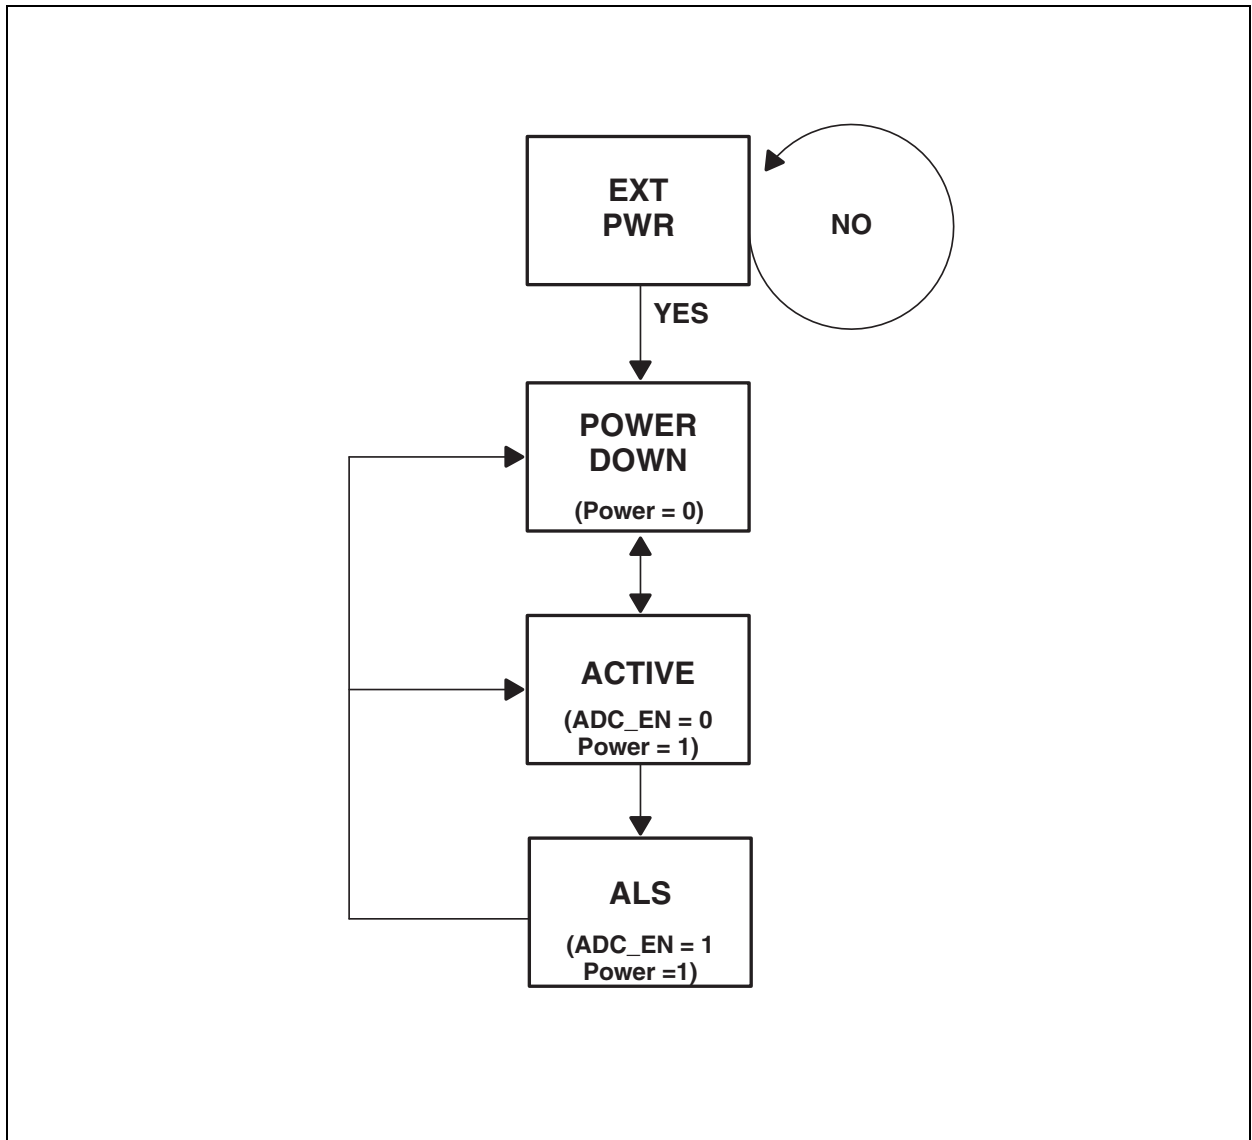 EXT
PWR
NO
YES
POWER
DOWN
(Power = 0)
ACTIVE
(ADC_EN = 0
Power = 1)
ALS
(ADC_EN = 1
Power =1)